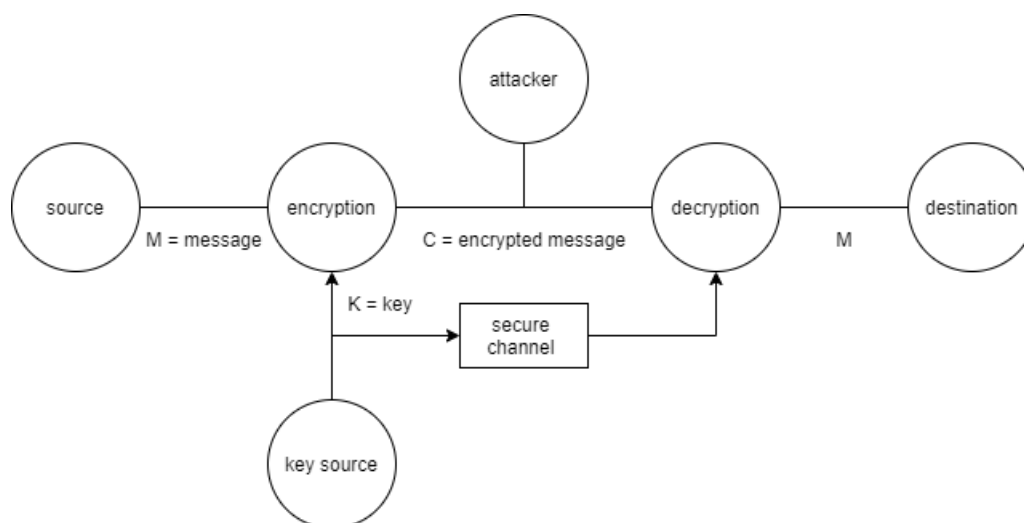 attacker
source
encryption
decryption
destination
M = message
C = encrypted message
M
K = key
secure
channel
key source